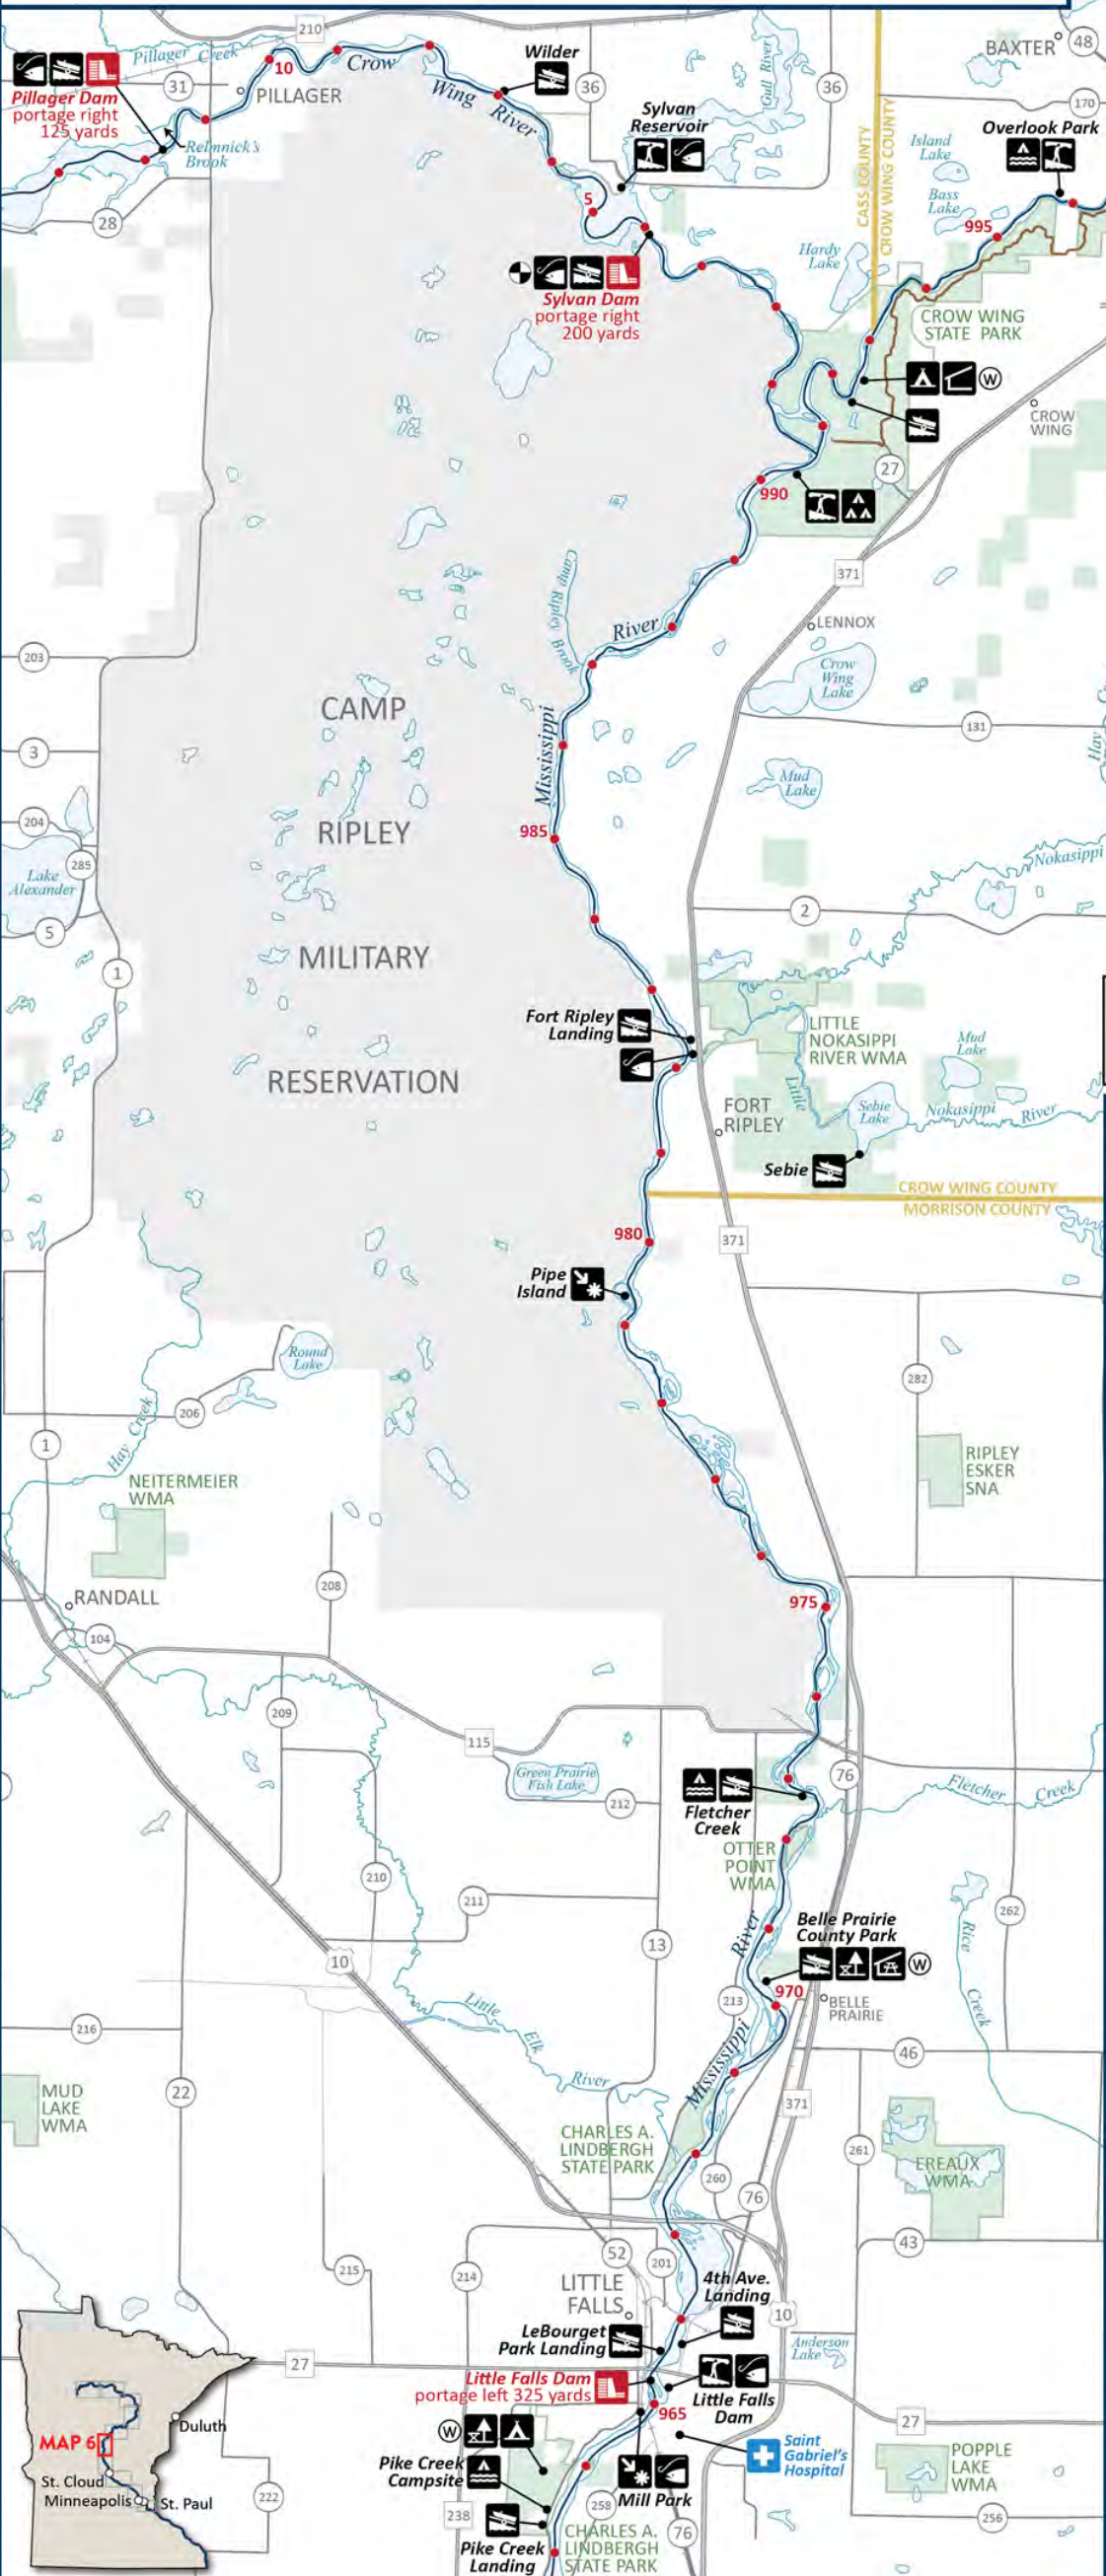 210
BAXTER
48
Pillager Creek
10
Crow
Wing
River
Wilder
36
Gull River
36
170
31
PILLAGER
Pillager Dam
portage right
125 yards
Sylvan
Reservoir
Overlook Park
Island
Lake
CASS COUNTY
CROW WING COUNTY
Brook
5
Bass
Lake
995
28
Hardy
Lake
Sylvan Dam
portage right
200 yards
CROW WING
STATE PARK
W
CROW
WING
27
990
371
Camp Ripley Brook
River
LENNOX
203
Crow
Wing
Lake
CAMP
131
Hay
3
Mississippi
Mud
Lake
204
RIPLEY
985
285
Lake
Alexander
Nokasippi
5
2
MILITARY
1
Fort Ripley
Landing
LITTLE
NOKASIPPI
RIVER WMA
Mud
Lake
RESERVATION
Little
FORT
RIPLEY
Sebie
Lake
Nokasippi River
Sebie
CROW WING COUNTY
MORRISON COUNTY
980
371
Pipe
Island
Round
Lake
282
206
Hay Creek
1
RIPLEY
ESKER
SNA
NEITERMEIER
WMA
208
975
RANDALL
104
209
115
Green Prairie
Fish Lake
76
212
Fletcher Creek
Fletcher
Creek
OTTER
POINT
WMA
210
211
262
Belle Prairie
County Park
13
River
Rice
Creek
10
W
970
213
BELLE
PRAIRIE
Little
Elk
River
216
46
Mississippi
22
MUD
LAKE
WMA
371
CHARLES A.
LINDBERGH
STATE PARK
261
EREAUX
WMA
260
76
43
52
201
215
214
LITTLE
FALLS
4th Ave.
Landing
10
LeBourget
Park Landing
Anderson
Lake
27
Little Falls Dam
portage left 325 yards
Little Falls
Dam
965
27
Duluth
MAP 6
W
Saint
Gabriel's
Hospital
POPPLE
LAKE
WMA
Pike Creek
Campsite
St. Cloud
Minneapolis
St. Paul
222
Mill Park
258
238
256
76
Pike Creek
Landing
CHARLES A.
LINDBERGH
STATE PARK